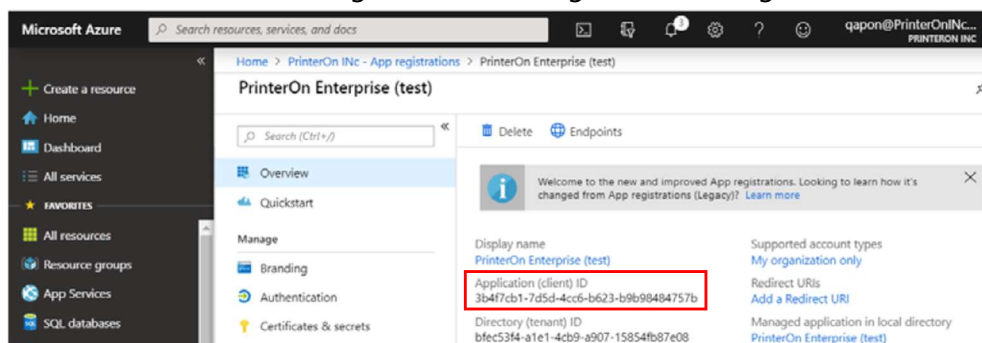 Microsoft Azure
Search resources, services, and docs
3
qapon@PrinterOnINc...
PRINTERON INC
Home > PrinterOn INc - App registrations > PrinterOn Enterprise (test)
PrinterOn Enterprise (test)
Create a resource
Home
Dashboard
All services
FAVORITES
All resources
Resource groups
App Services
SQL databases
Search (Ctrl+/)
Overview
Quickstart
Manage
Branding
Authentication
Certificates & secrets
Delete
Endpoints
Welcome to the new and improved App registrations. Looking to learn how it's
changed from App registrations (Legacy)? Learn more
Display name
PrinterOn Enterprise (test)
Application (client) ID
3b4f7cb1-7d5d-4cc6-b623-b9b98484757b
Directory (tenant) ID
bfec53f4-a1e1-4cb9-a907-15854fb87e08
Supported account types
My organization only
Redirect URIs
Add a Redirect URI
Managed application in local directory
PrinterOn Enterprise (test)